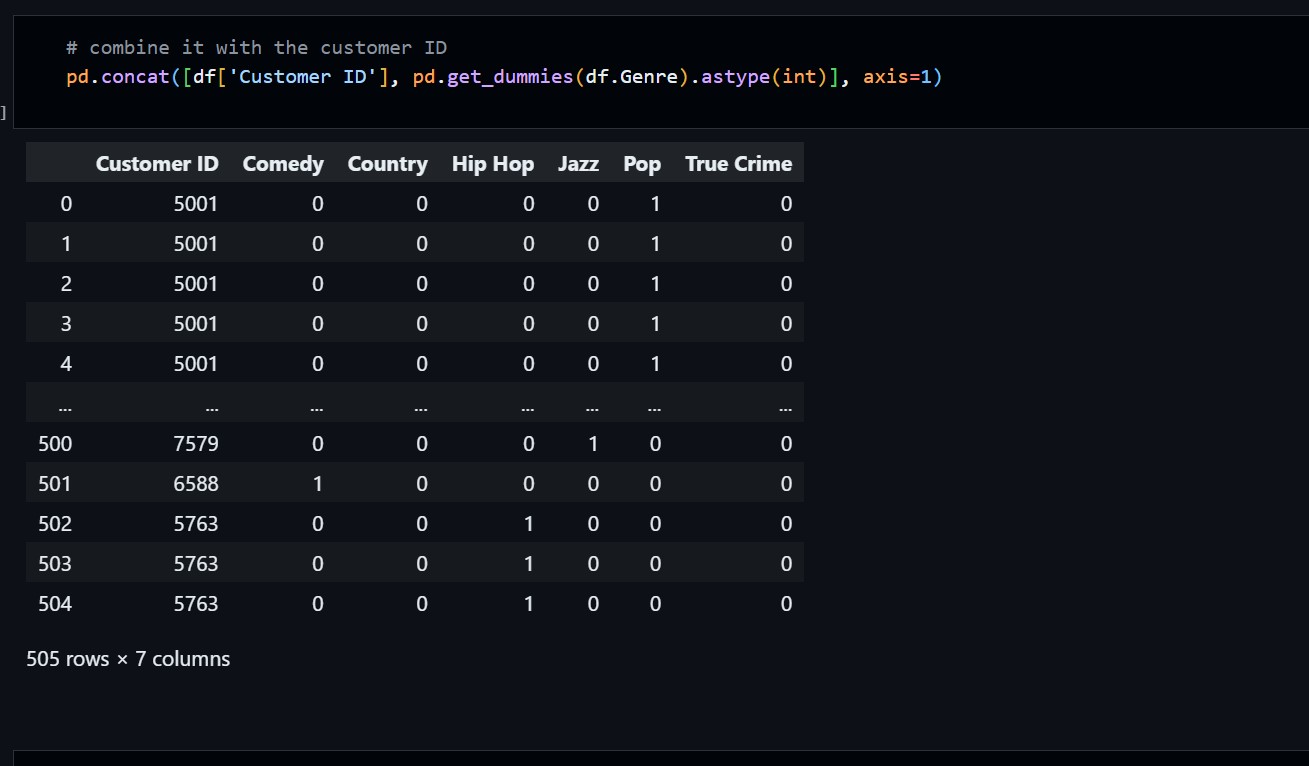 # combine it with the customer ID
pd.concat([df['Customer ID'], pd.get_dummies(df.Genre).astype(int)], axis=1)
]
Customer ID Comedy Country Hip Hop Jazz Pop True Crime
0 5001 0 0 0 0 1 0
1 5001 0 0 0 0 1 0
2 5001 0 0 0 0 1 0
3 5001 0 0 0 0 1 0
4 5001 0 0 0 0 1 0
... ... ... ... ... ... ... ...
500 7579 0 0 0 1 0 0
501 6588 1 0 0 0 0 0
502 5763 0 0 1 0 0 0
503 5763 0 0 1 0 0 0
504 5763 0 0 1 0 0 0
505 rows × 7 columns